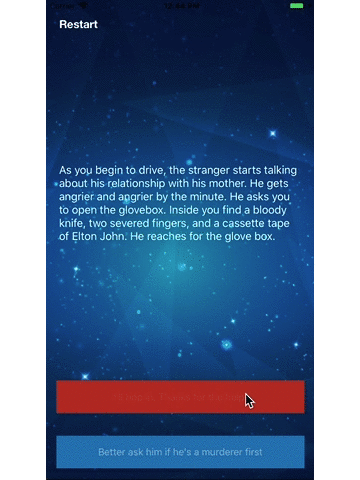 Restart
As you begin to drive, the stranger starts talking
about his relationship with his mother. He gets
angrier and angrier by the minute. He asks you
to open the glovebox. Inside you find a bloody
knife, two severed fingers, and a cassette tape
of Elton John. He reaches for the glove box.
Better ask him if he's a murderer first